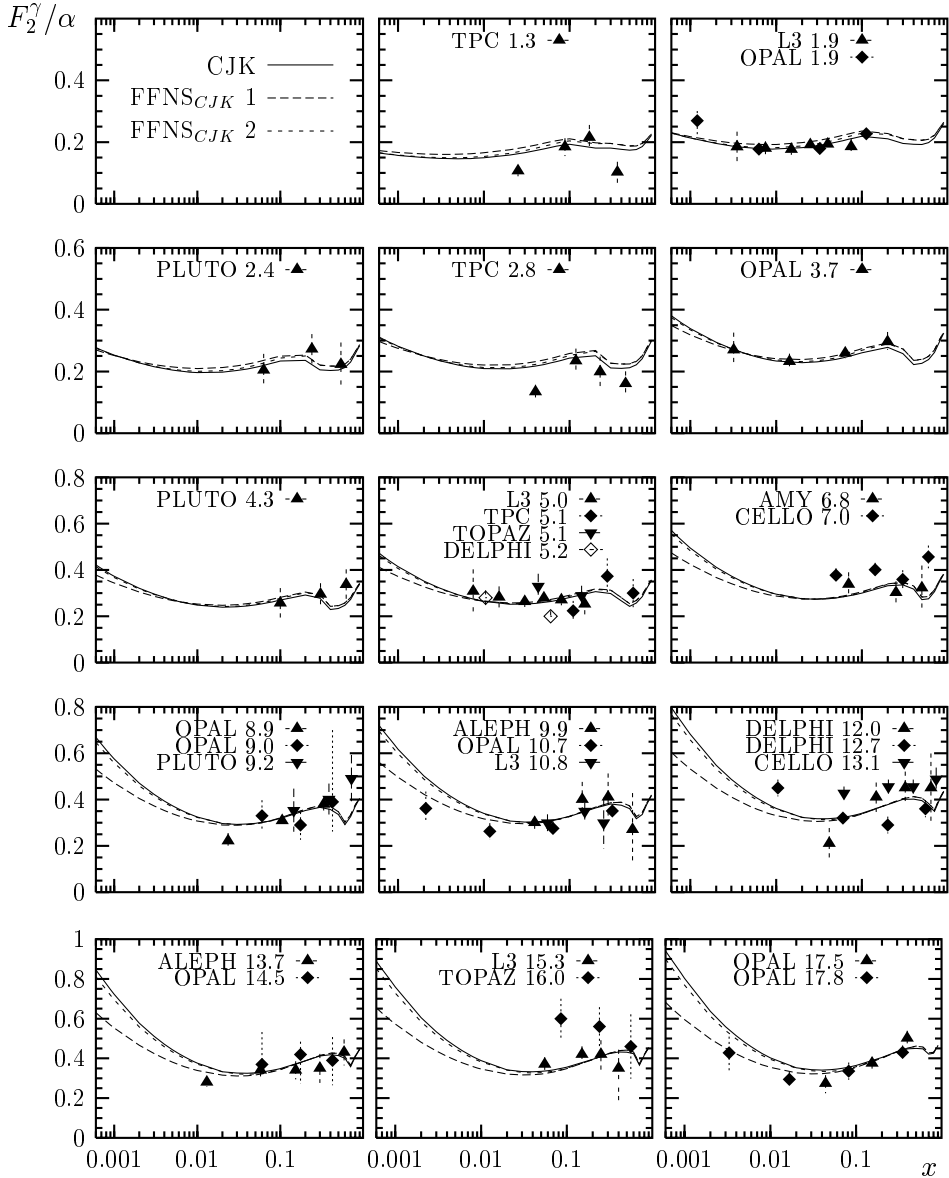 F₂^γ/α
CJK
FFNS_CJK 1
FFNS_CJK 2
TPC 1.3
L3 1.9
OPAL 1.9
0.4
0.2
0
PLUTO 2.4
TPC 2.8
OPAL 3.7
0.6
0.4
0.2
0
PLUTO 4.3
L3 5.0
TPC 5.1
TOPAZ 5.1
DELPHI 5.2
AMY 6.8
CELLO 7.0
0.8
0.6
0.4
0.2
0
OPAL 8.9
OPAL 9.0
PLUTO 9.2
ALEPH 9.9
OPAL 10.7
L3 10.8
DELPHI 12.0
DELPHI 12.7
CELLO 13.1
0.8
0.6
0.4
0.2
0
ALEPH 13.7
OPAL 14.5
L3 15.3
TOPAZ 16.0
OPAL 17.5
OPAL 17.8
1
0.8
0.6
0.4
0.2
0
0.001 0.01 0.1
0.001 0.01 0.1
0.001 0.01 0.1 x